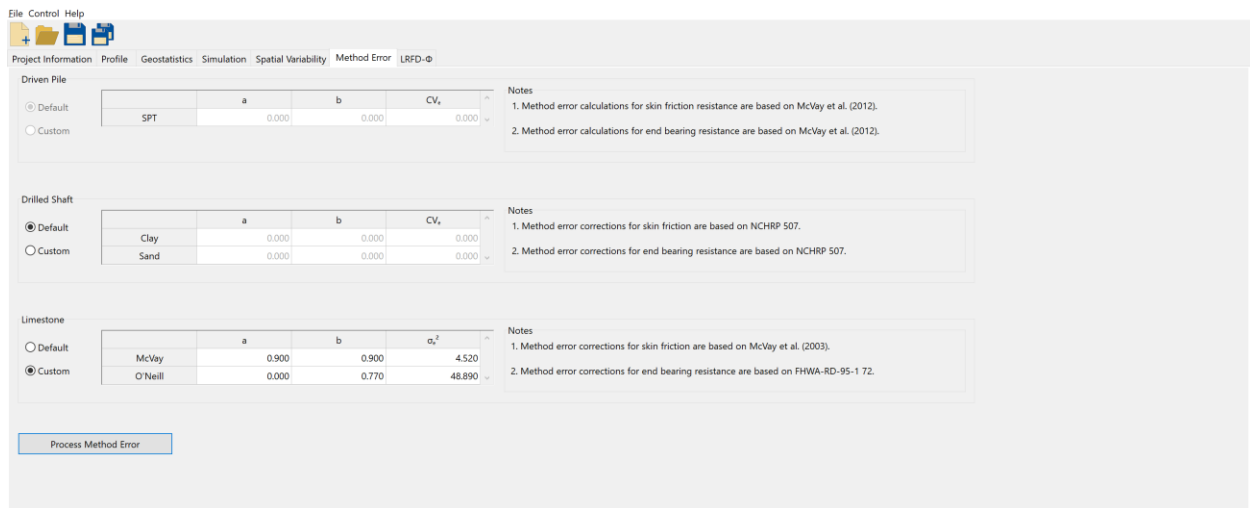 File Control Help
Project Information Profile Geostatistics Simulation Spatial Variability Method Error LRFD-Φ
Driven Pile
Default
Custom
a b CVₑ
SPT 0.000 0.000 0.000
Notes
1. Method error calculations for skin friction resistance are based on McVay et al. (2012).
2. Method error calculations for end bearing resistance are based on McVay et al. (2012).
Drilled Shaft
Default
Custom
a b CVₑ
Clay 0.000 0.000 0.000
Sand 0.000 0.000 0.000
Notes
1. Method error corrections for skin friction are based on NCHRP 507.
2. Method error corrections for end bearing resistance are based on NCHRP 507.
Limestone
Default
Custom
a b σₑ²
McVay 0.900 0.900 4.520
O'Neill 0.000 0.770 48.890
Notes
1. Method error corrections for skin friction are based on McVay et al. (2003).
2. Method error corrections for end bearing resistance are based on FHWA-RD-95-1 72.
Process Method Error